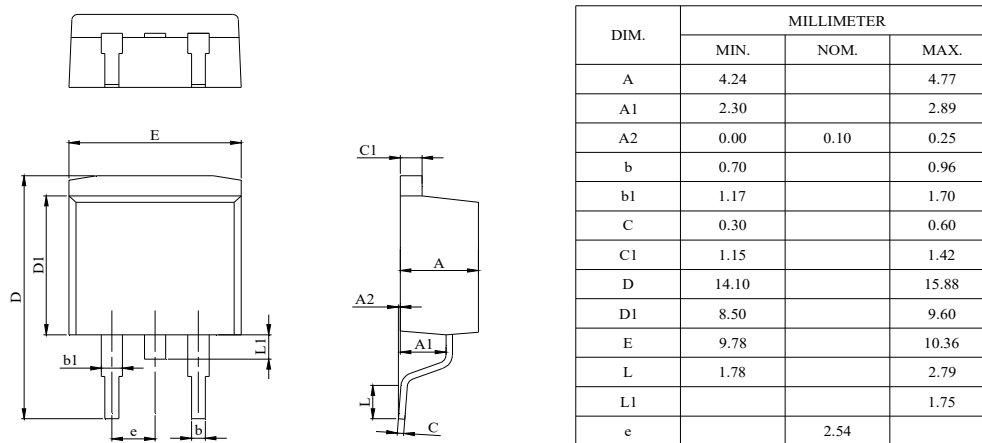 E
D
D1
b1
L1
e
b
C1
A
A2
A1
L
C
DIM. MILLIMETER
MIN. NOM. MAX.
A 4.24 4.77
A1 2.30 2.89
A2 0.00 0.10 0.25
b 0.70 0.96
b1 1.17 1.70
C 0.30 0.60
C1 1.15 1.42
D 14.10 15.88
D1 8.50 9.60
E 9.78 10.36
L 1.78 2.79
L1 1.75
e 2.54